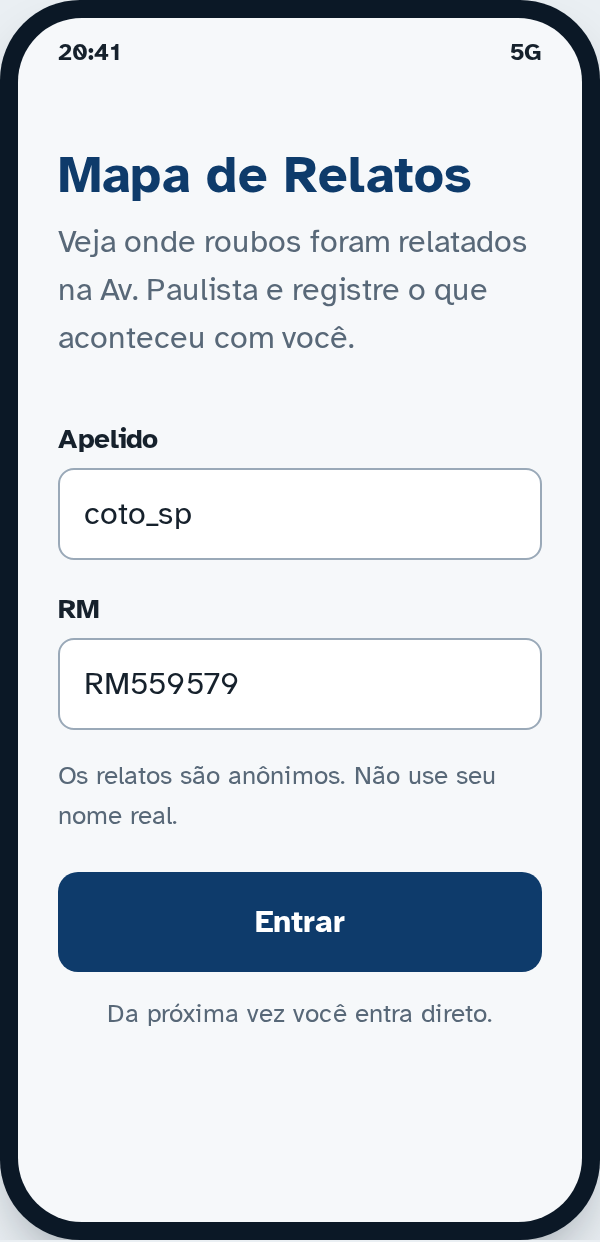 20:41
5G
Mapa de Relatos
Veja onde roubos foram relatados
na Av. Paulista e registre o que
aconteceu com você.
Apelido
coto_sp
RM
RM559579
Os relatos são anônimos. Não use seu
nome real.
Entrar
Da próxima vez você entra direto.